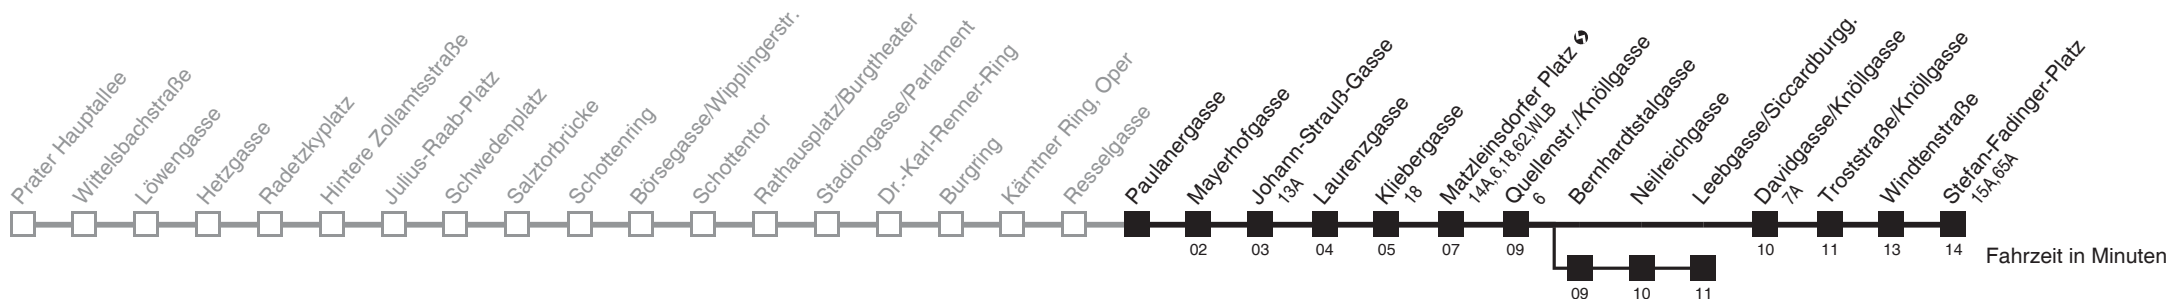 Prater Hauptallee
Wittelsbachstraße
Löwengasse
Hetzgasse
Radetzkyplatz
Hintere Zollamtsstraße
Julius-Raab-Platz
Schwedenplatz
Salztorbrücke
Schottenring
Börsegasse/Wipplingerstr.
Schottentor
Rathausplatz/Burgtheater
Stadiongasse/Parlament
Dr.-Karl-Renner-Ring
Burgring
Kärntner Ring, Oper
Resselgasse
Paulanergasse
Mayerhofgasse
Johann-Strauß-Gasse
13A
Laurenzgasse
Kliebergasse
18
Matzleinsdorfer Platz
14A,6,18,62,WLB
Quellenstr./Knöllgasse
6
Bernhardtstalgasse
Neilreichgasse
Leebgasse/Siccardburgg.
Davidgasse/Knöllgasse
7A
Troststraße/Knöllgasse
Windtenstraße
Stefan-Fadinger-Platz
15A,65A
02 03 04 05 07 09 10 11 13 14
Fahrzeit in Minuten
09 10 11